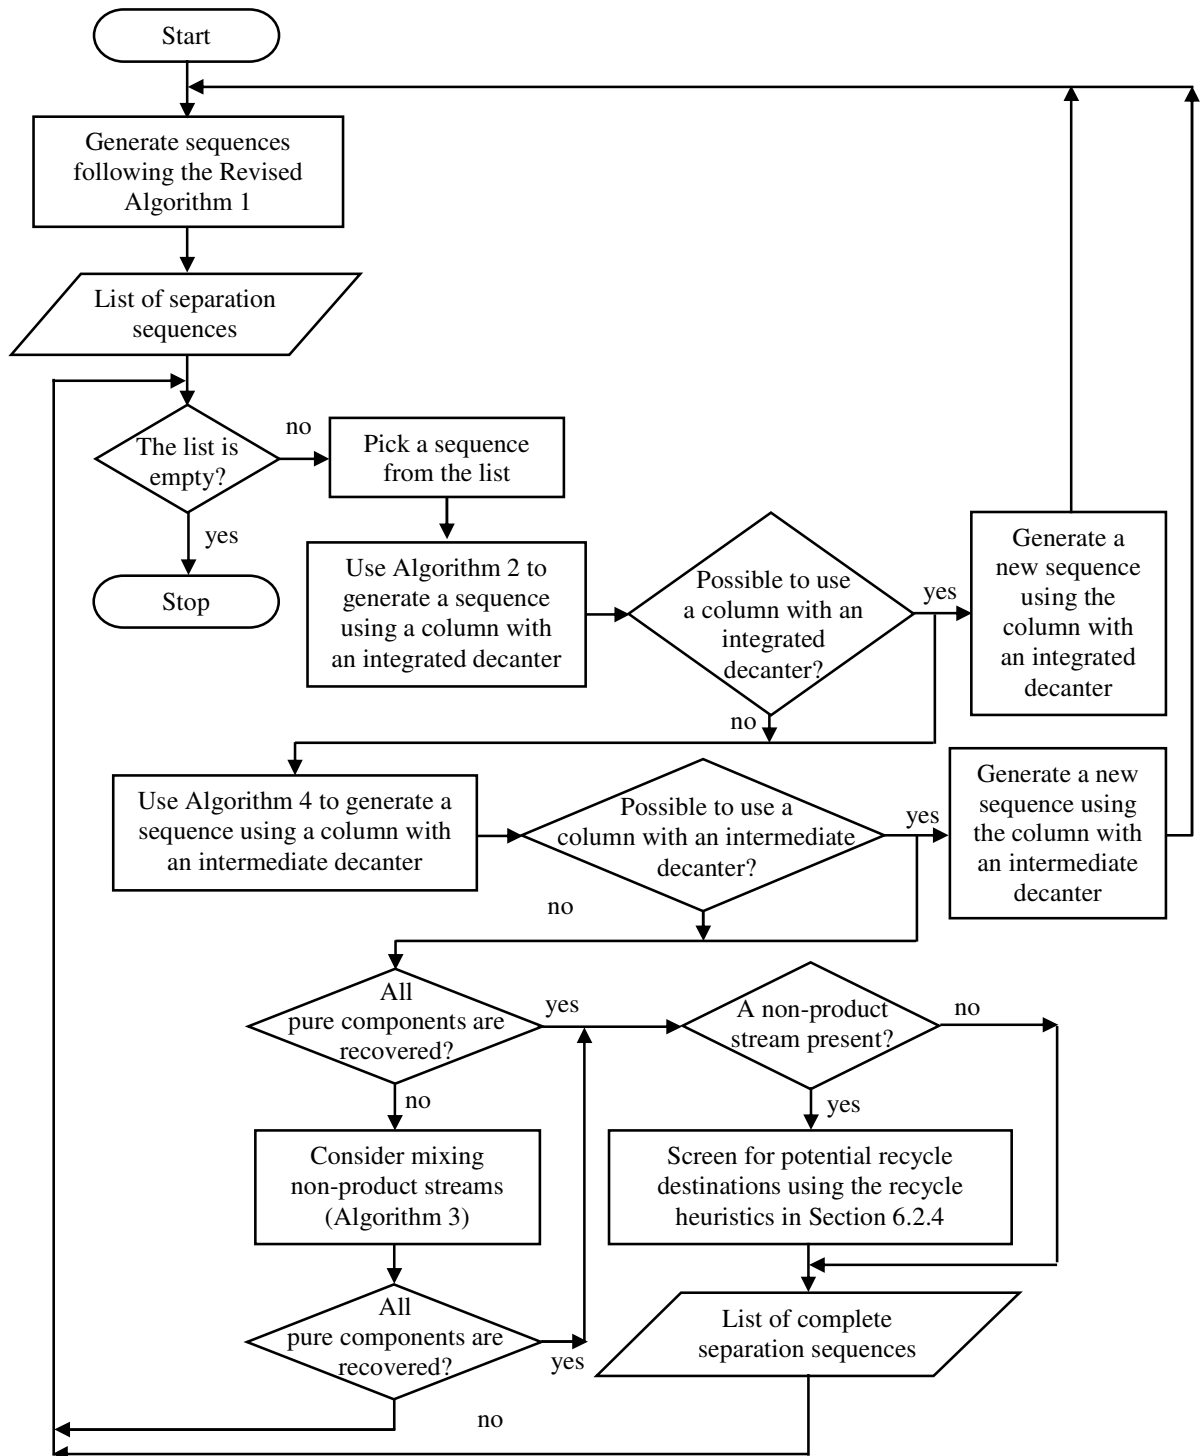 Start
Generate sequences
following the Revised
Algorithm 1
List of separation
sequences
The list is
empty?
no
yes
Stop
Pick a sequence
from the list
Use Algorithm 2 to
generate a sequence
using a column with
an integrated decanter
Possible to use
a column with an
integrated
decanter?
yes
no
Generate a
new sequence
using the
column with
an integrated
decanter
Use Algorithm 4 to generate a
sequence using a column with
an intermediate decanter
Possible to use a
column with an intermediate
decanter?
yes
no
Generate a new
sequence using
the column with
an intermediate
decanter
All
pure components are
recovered?
yes
no
A non-product
stream present?
no
yes
Consider mixing
non-product streams
(Algorithm 3)
Screen for potential recycle
destinations using the recycle
heuristics in Section 6.2.4
All
pure components are
recovered?
yes
no
List of complete
separation sequences